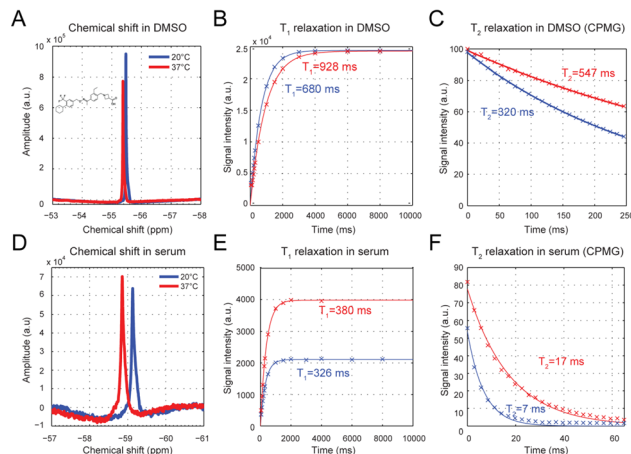 A
Chemical shift in DMSO
x 10⁵
20°C
37°C
10
8
6
4
2
0
Amplitude (a.u.)
−53 −54 −55 −56 −57 −58
Chemical shift (ppm)
B
T₁ relaxation in DMSO
x 10⁴
2.5
2.0
1.5
1.0
0.5
0
Signal intensity (a.u.)
T₁=928 ms
T₁=680 ms
0 2000 4000 6000 8000 10000
Time (ms)
C
T₂ relaxation in DMSO (CPMG)
100
80
60
40
20
0
Signal intensity (a.u.)
T₂=547 ms
T₂=320 ms
0 50 100 150 200 250
Time (ms)
D
Chemical shift in serum
x 10⁴
20°C
37°C
7
6
5
4
3
2
1
0
−1
Amplitude (a.u)
−57 −58 −59 −60 −61
Chemical shift (ppm)
E
T₁ relaxation in serum
5000
4000
3000
2000
1000
0
Signal intensity (a.u.)
T₁=380 ms
T₁=326 ms
0 2000 4000 6000 8000 10000
Time (ms)
F
T₂ relaxation in serum (CPMG)
90
80
70
60
50
40
30
20
10
0
Signal intensity (a.u.)
T₂=17 ms
T₂=7 ms
0 20 40 60
Time (ms)